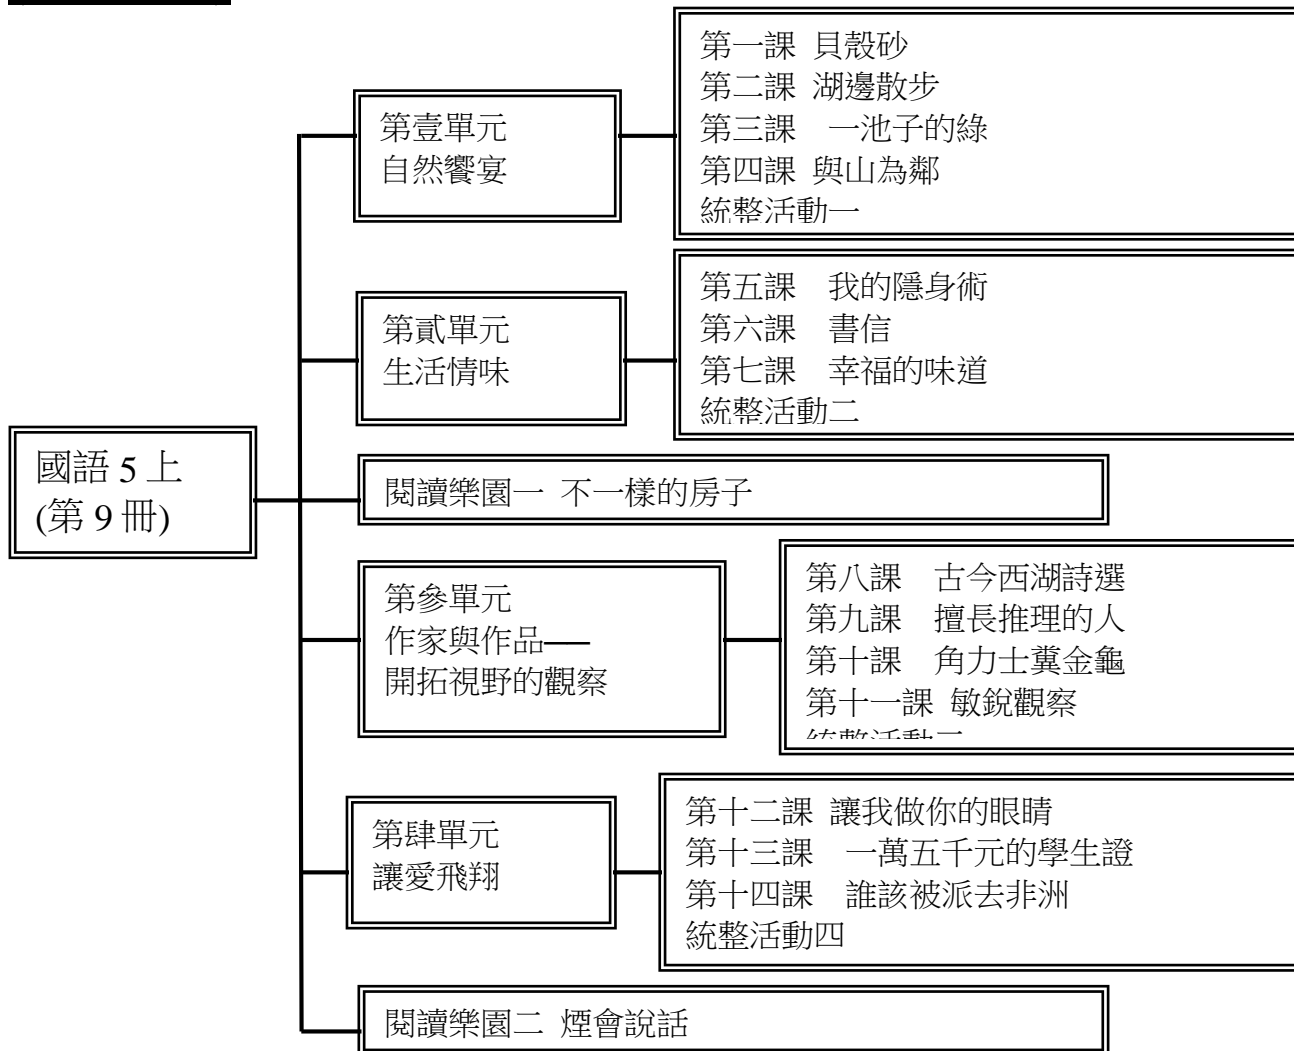 國語 5 上
(第 9 冊)
第壹單元
自然饗宴
第一課 貝殼砂
第二課 湖邊散步
第三課 一池子的綠
第四課 與山為鄰
統整活動一
第貳單元
生活情味
第五課 我的隱身術
第六課 書信
第七課 幸福的味道
統整活動二
閱讀樂園一 不一樣的房子
第參單元
作家與作品──
開拓視野的觀察
第八課 古今西湖詩選
第九課 擅長推理的人
第十課 角力士糞金龜
第十一課 敏銳觀察
第肆單元
讓愛飛翔
第十二課 讓我做你的眼睛
第十三課 一萬五千元的學生證
第十四課 誰該被派去非洲
統整活動四
閱讀樂園二 煙會說話